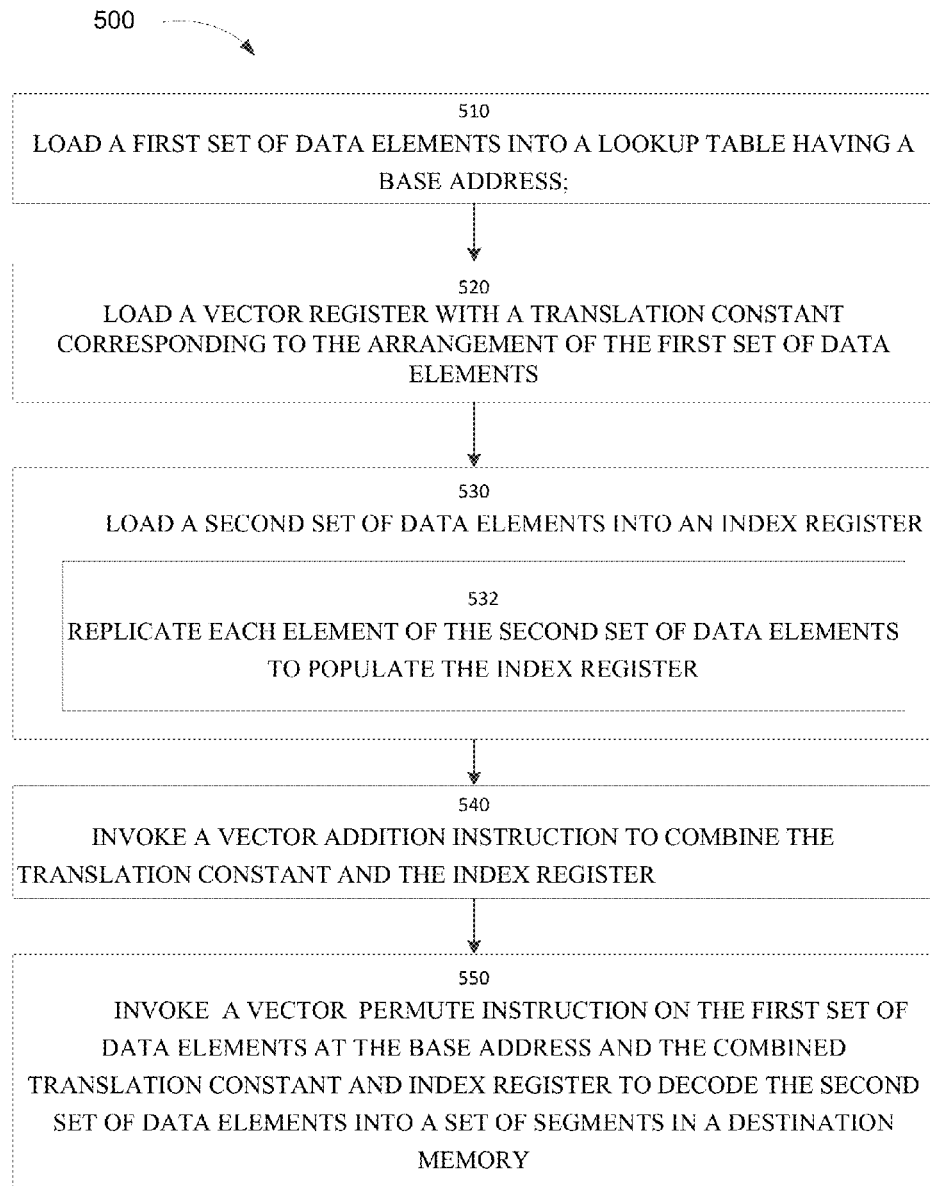 500
510
LOAD A FIRST SET OF DATA ELEMENTS INTO A LOOKUP TABLE HAVING A
BASE ADDRESS;
520
LOAD A VECTOR REGISTER WITH A TRANSLATION CONSTANT
CORRESPONDING TO THE ARRANGEMENT OF THE FIRST SET OF DATA
ELEMENTS
530
LOAD A SECOND SET OF DATA ELEMENTS INTO AN INDEX REGISTER
532
REPLICATE EACH ELEMENT OF THE SECOND SET OF DATA ELEMENTS
TO POPULATE THE INDEX REGISTER
540
INVOKE A VECTOR ADDITION INSTRUCTION TO COMBINE THE
TRANSLATION CONSTANT AND THE INDEX REGISTER
550
INVOKE A VECTOR PERMUTE INSTRUCTION ON THE FIRST SET OF
DATA ELEMENTS AT THE BASE ADDRESS AND THE COMBINED
TRANSLATION CONSTANT AND INDEX REGISTER TO DECODE THE SECOND
SET OF DATA ELEMENTS INTO A SET OF SEGMENTS IN A DESTINATION
MEMORY